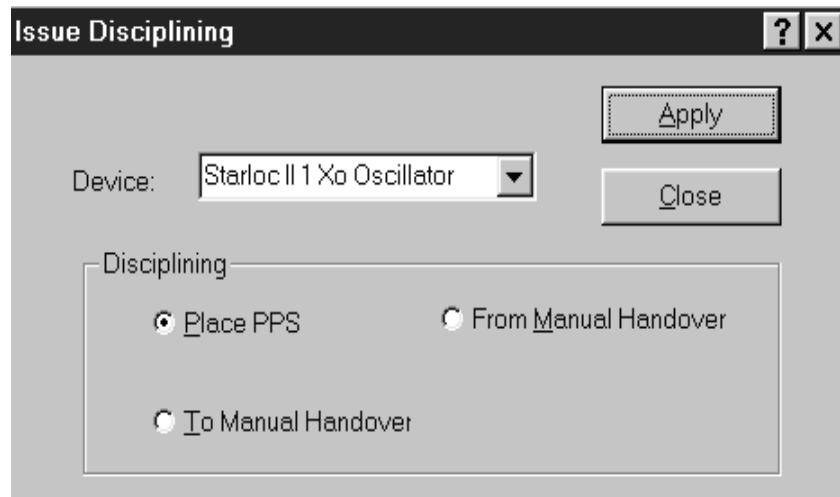 Issue Disciplining
?
Apply
Device:
Starloc II 1 Xo Oscillator
Close
Disciplining
Place PPS
From Manual Handover
To Manual Handover